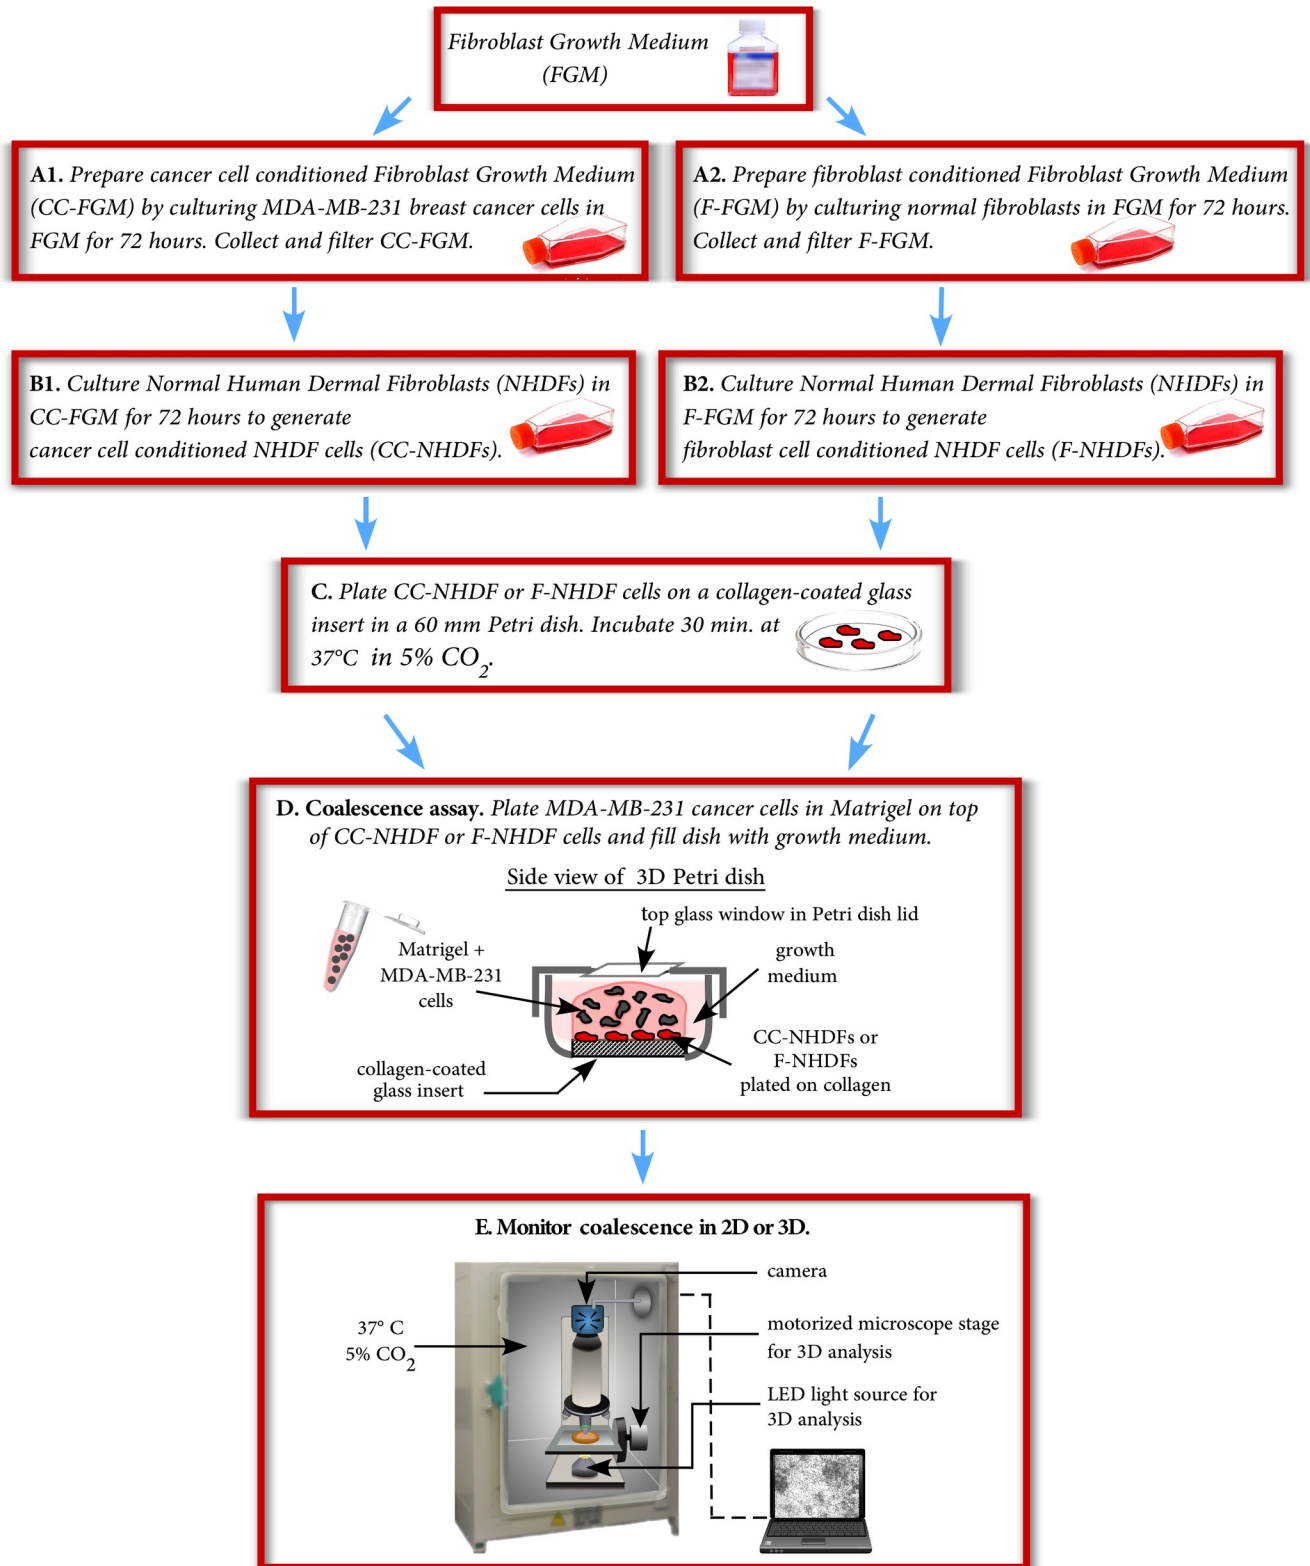 Fibroblast Growth Medium
(FGM)
A1. Prepare cancer cell conditioned Fibroblast Growth Medium
(CC-FGM) by culturing MDA-MB-231 breast cancer cells in
FGM for 72 hours. Collect and filter CC-FGM.
A2. Prepare fibroblast conditioned Fibroblast Growth Medium
(F-FGM) by culturing normal fibroblasts in FGM for 72 hours.
Collect and filter F-FGM.
B1. Culture Normal Human Dermal Fibroblasts (NHDFs) in
CC-FGM for 72 hours to generate
cancer cell conditioned NHDF cells (CC-NHDFs).
B2. Culture Normal Human Dermal Fibroblasts (NHDFs) in
F-FGM for 72 hours to generate
fibroblast cell conditioned NHDF cells (F-NHDFs).
C. Plate CC-NHDF or F-NHDF cells on a collagen-coated glass
insert in a 60 mm Petri dish. Incubate 30 min. at
37°C in 5% CO2.
D. Coalescence assay. Plate MDA-MB-231 cancer cells in Matrigel on top
of CC-NHDF or F-NHDF cells and fill dish with growth medium.
Side view of 3D Petri dish
top glass window in Petri dish lid
Matrigel +
MDA-MB-231
cells
growth
medium
CC-NHDFs or
F-NHDFs
plated on collagen
collagen-coated
glass insert
E. Monitor coalescence in 2D or 3D.
camera
37° C
5% CO2
motorized microscope stage
for 3D analysis
LED light source for
3D analysis